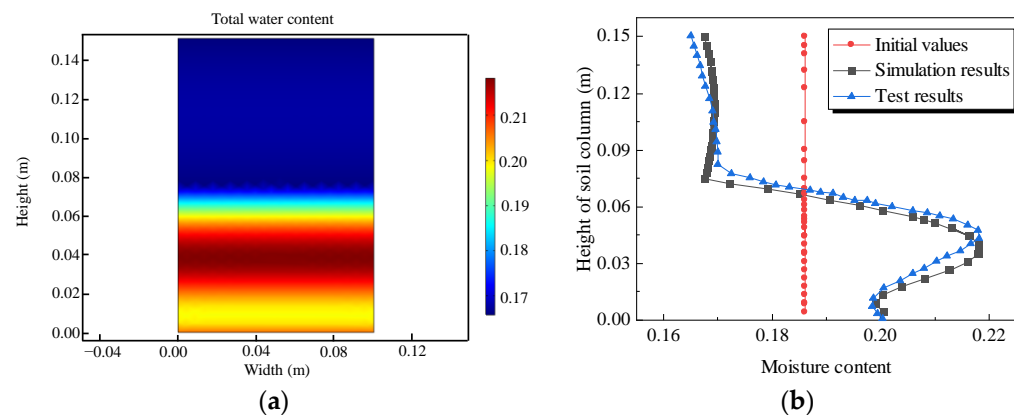 Total water content
0.14
0.12
0.10
0.08
0.06
0.04
0.02
0.00
Height (m)
−0.04
0.00
0.04
0.08
0.12
Width (m)
0.21
0.20
0.19
0.18
0.17
(a)
0.15
0.12
0.09
0.06
0.03
0.00
Height of soil column (m)
Initial values
Simulation results
Test results
0.16
0.18
0.20
0.22
Moisture content
(b)